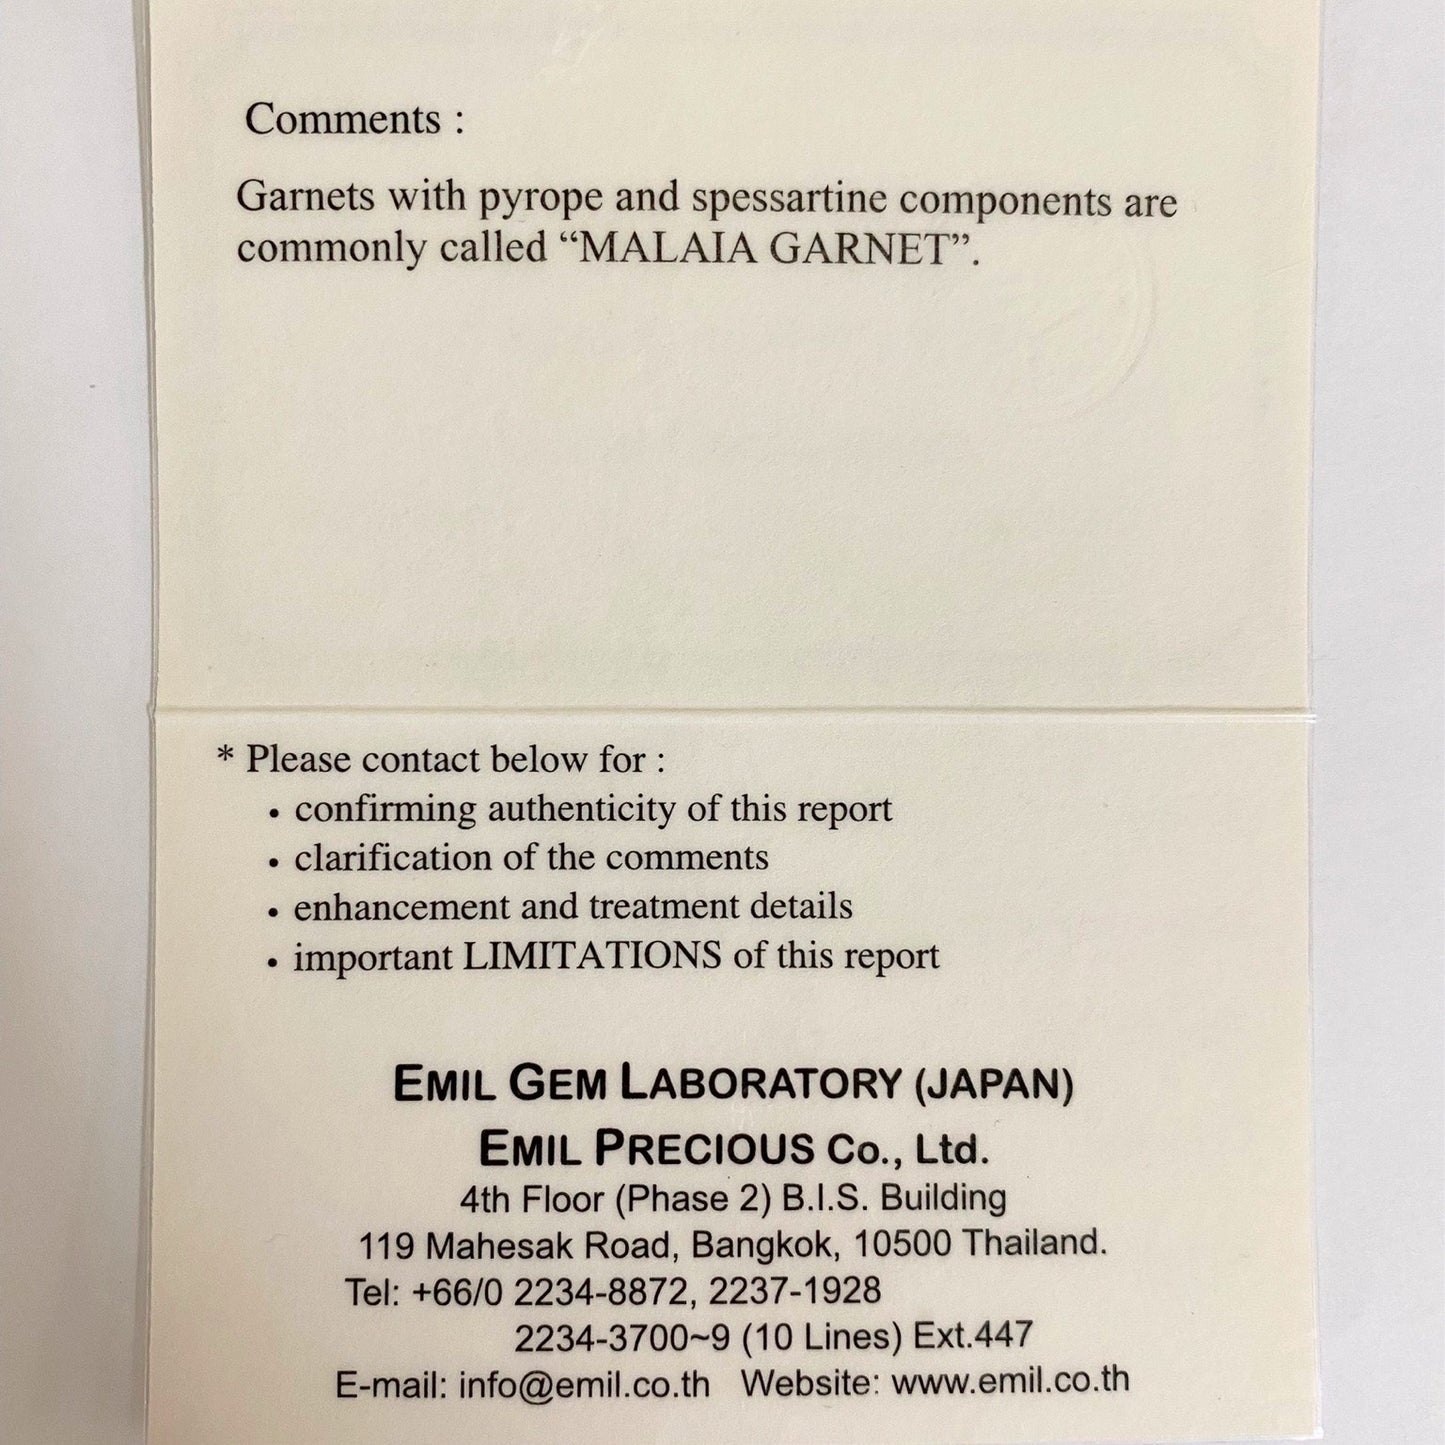 Comments :
Garnets with pyrope and spessartine components are
commonly called “MALAIA GARNET”.
* Please contact below for :
• confirming authenticity of this report
• clarification of the comments
• enhancement and treatment details
• important LIMITATIONS of this report
EMIL GEM LABORATORY (JAPAN)
EMIL PRECIOUS Co., Ltd.
4th Floor (Phase 2) B.I.S. Building
119 Mahesak Road, Bangkok, 10500 Thailand.
Tel: +66/0 2234-8872, 2237-1928
2234-3700~9 (10 Lines) Ext.447
E-mail: info@emil.co.th Website: www.emil.co.th